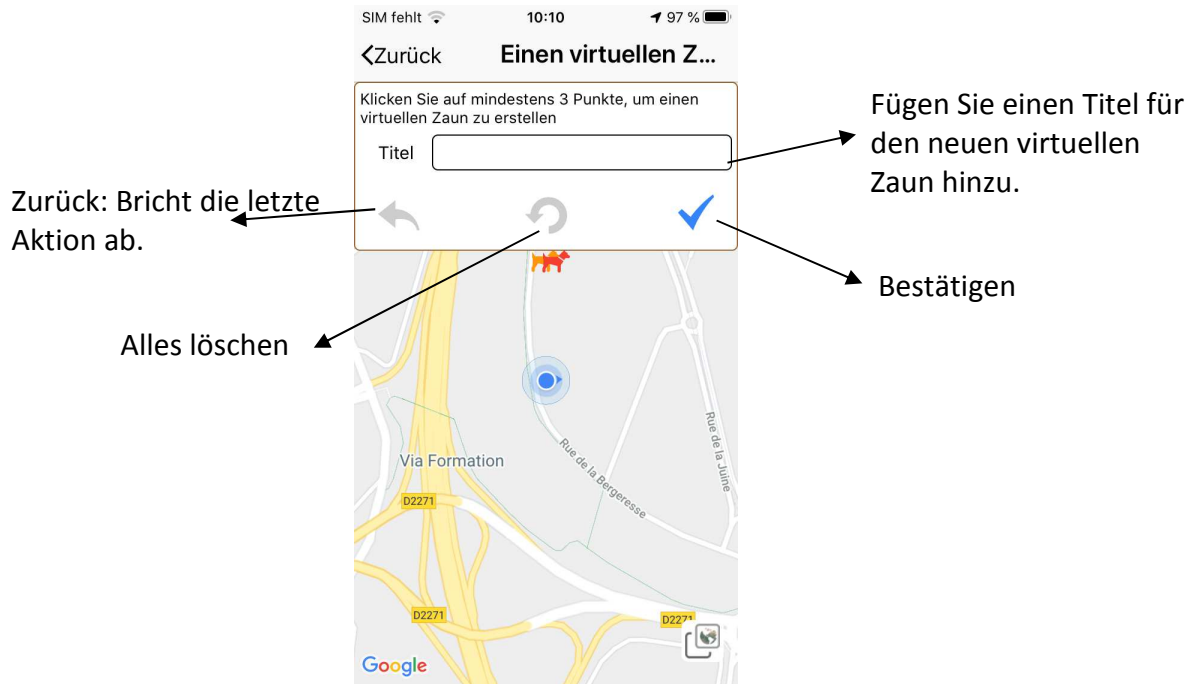 SIM fehlt 10:10 97 %
Zurück Einen virtuellen Z...
Klicken Sie auf mindestens 3 Punkte, um einen
virtuellen Zaun zu erstellen
Titel
Fügen Sie einen Titel für
den neuen virtuellen
Zaun hinzu.
Zurück: Bricht die letzte
Aktion ab.
Bestätigen
Alles löschen
Rue de la Juine
Via Formation
Rue de la Bergeresse
D2271
D2271
D2271
Google